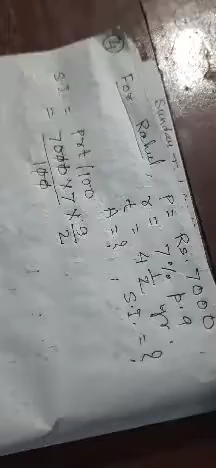 Sunday
P = Rs. 7000
For Rahul, r = 7% p.a
t = 4 1/2 yr
A = ? , S.I. = ?
S.I = prt/100
= 7000 × 7 × 9/2
100